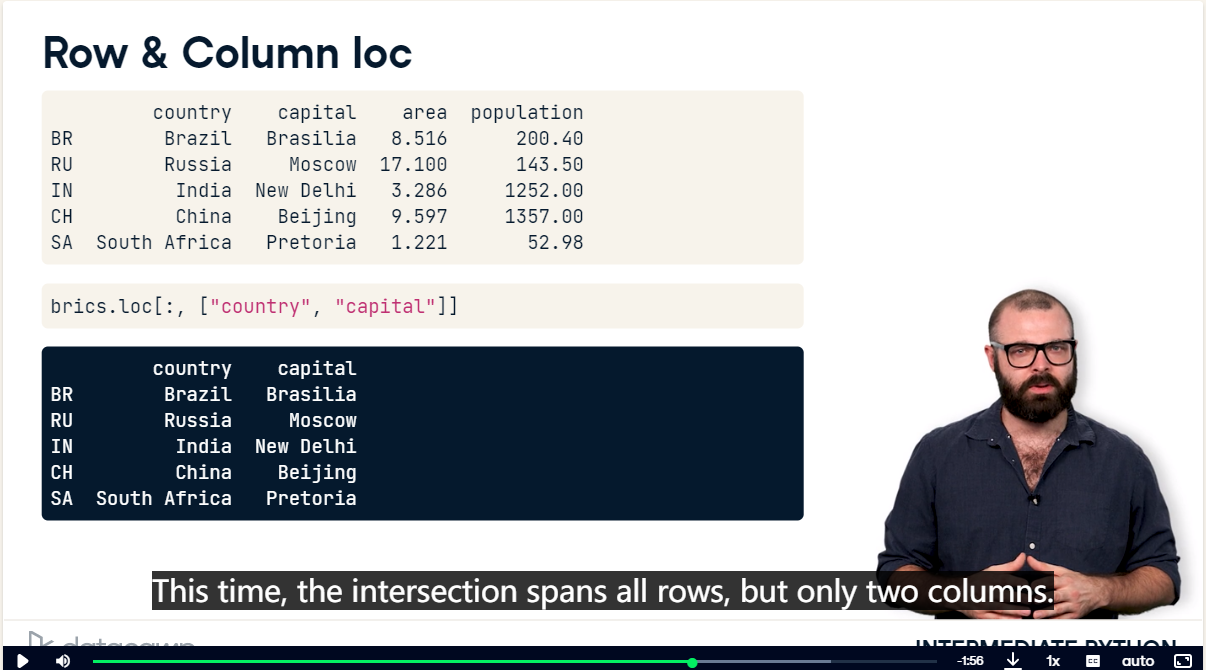 Row & Column loc
country capital area population
BR Brazil Brasilia 8.516 200.40
RU Russia Moscow 17.100 143.50
IN India New Delhi 3.286 1252.00
CH China Beijing 9.597 1357.00
SA South Africa Pretoria 1.221 52.98
brics.loc[:, ["country", "capital"]]
country capital
BR Brazil Brasilia
RU Russia Moscow
IN India New Delhi
CH China Beijing
SA South Africa Pretoria
This time, the intersection spans all rows, but only two columns.
datacamp
INTERMEDIATE PYTHON
-1:56 1x CC auto